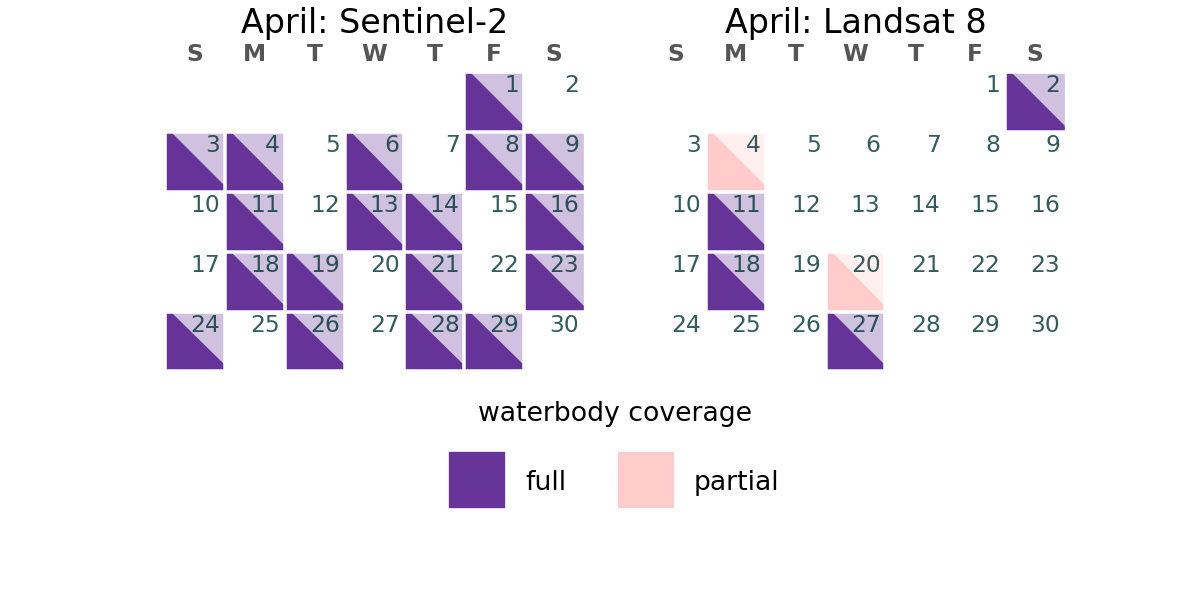 April: Sentinel-2
S M T W T F S
1 2
3 4 5 6 7 8 9
10 11 12 13 14 15 16
17 18 19 20 21 22 23
24 25 26 27 28 29 30
April: Landsat 8
S M T W T F S
1 2
3 4 5 6 7 8 9
10 11 12 13 14 15 16
17 18 19 20 21 22 23
24 25 26 27 28 29 30
waterbody coverage
full
partial